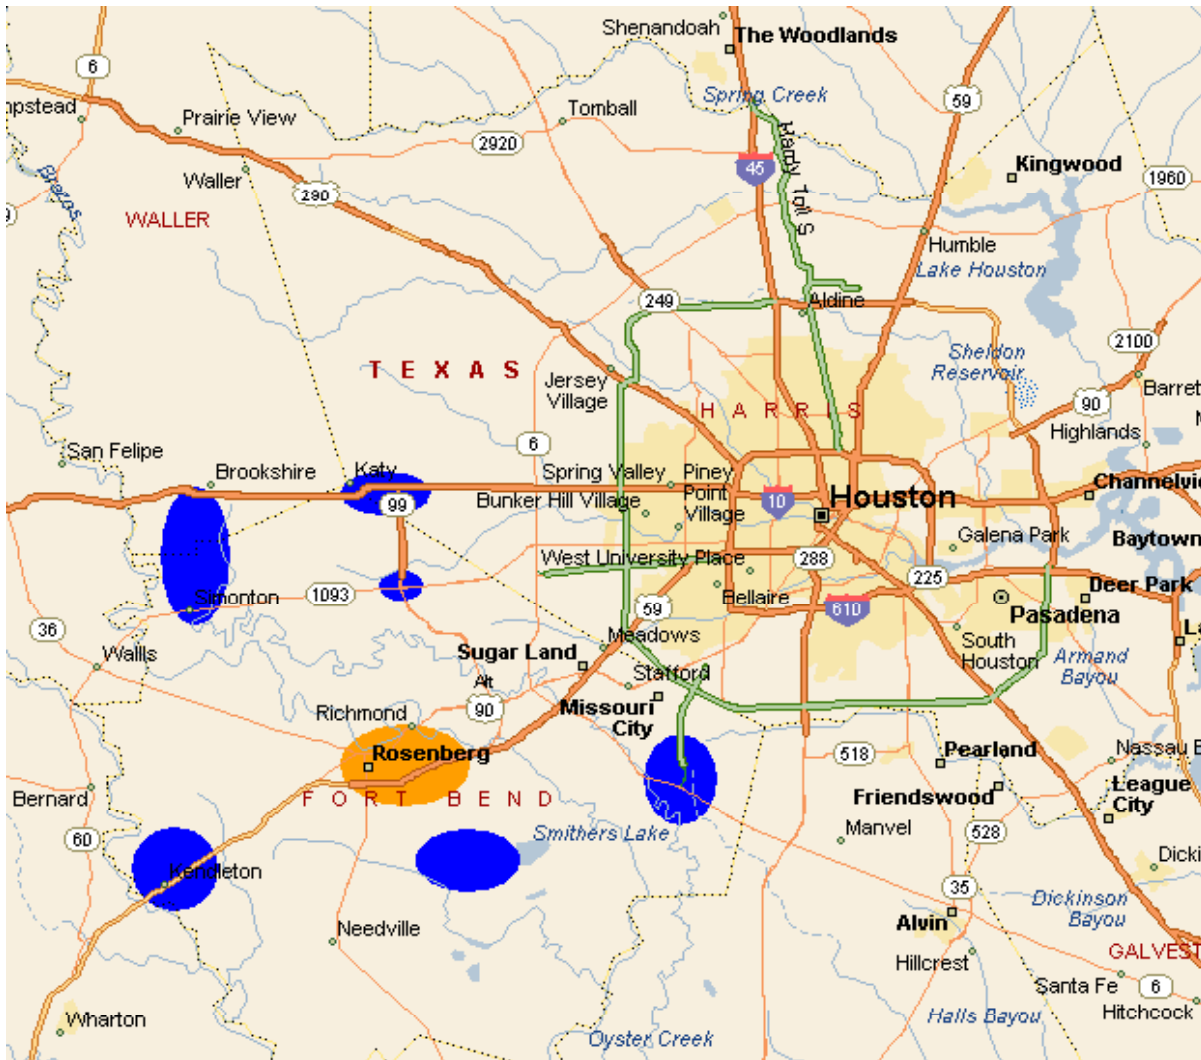 Shenandoah
The Woodlands
6
59
Spring Creek
mpstead
Prairie View
Tomball
2920
Hardy Toll S
Waller
45
Kingwood
1960
Brazos
290
9
WALLER
Humble
Lake Houston
249
Aldine
2100
TEXAS
Sheldon
Reservoir
Jersey
Village
Barret
HARRIS
90
M
San Felipe
6
Highlands
Brookshire
Katy
Spring Valley
Piney
Point
Village
Bunker Hill Village
10
Houston
Channelvie
99
Galena Park
Baytown
West University Place
288
225
Simonton
1093
59
Bellaire
610
Deer Park
Pasadena
36
Meadows
South
Houston
La
Wallis
Sugar Land
Stafford
Armand
Bayou
Alt
90
Missouri
City
Richmond
Rosenberg
518
Pearland
Nassau B
Bernard
FORT BEND
Friendswood
League
City
60
Smithers Lake
Manvel
528
Kendleton
Dicki
35
Dickinson
Bayou
Alvin
Needville
Hillcrest
GALVEST
Santa Fe
6
Wharton
Halls Bayou
Hitchcock
Oyster Creek